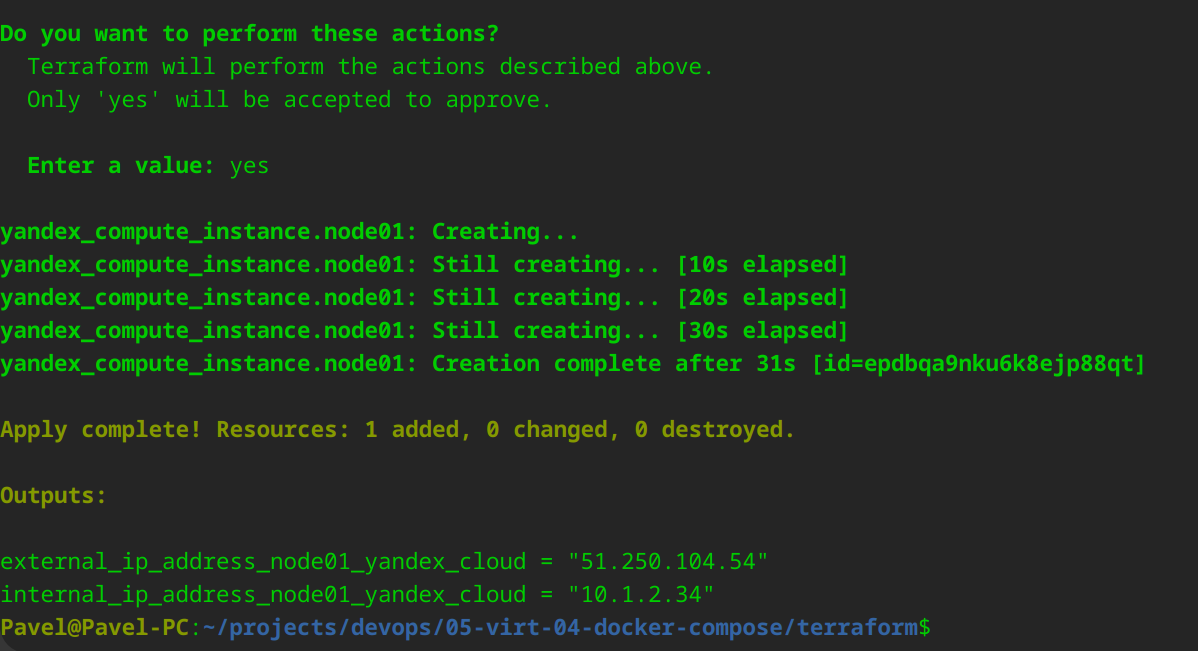 Do you want to perform these actions?
  Terraform will perform the actions described above.
  Only 'yes' will be accepted to approve.

  Enter a value: yes

yandex_compute_instance.node01: Creating...
yandex_compute_instance.node01: Still creating... [10s elapsed]
yandex_compute_instance.node01: Still creating... [20s elapsed]
yandex_compute_instance.node01: Still creating... [30s elapsed]
yandex_compute_instance.node01: Creation complete after 31s [id=epdbqa9nku6k8ejp88qt]

Apply complete! Resources: 1 added, 0 changed, 0 destroyed.

Outputs:

external_ip_address_node01_yandex_cloud = "51.250.104.54"
internal_ip_address_node01_yandex_cloud = "10.1.2.34"
Pavel@Pavel-PC:~/projects/devops/05-virt-04-docker-compose/terraform$